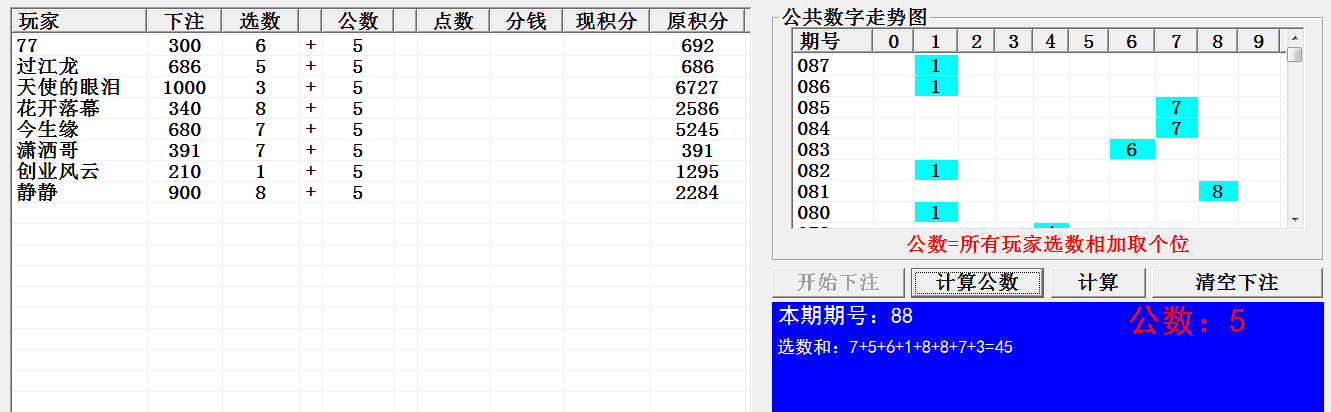 玩家 下注 选数 公数 点数 分钱 现积分 原积分
77 300 6 + 5 692
过江龙 686 5 + 5 686
天使的眼泪 1000 3 + 5 6727
花开落幕 340 8 + 5 2586
今生缘 680 7 + 5 5245
潇洒哥 391 7 + 5 391
创业风云 210 1 + 5 1295
静静 900 8 + 5 2284
公共数字走势图
期号 0 1 2 3 4 5 6 7 8 9
087 1
086 1
085 7
084 7
083 6
082 1
081 8
080 1
公数=所有玩家选数相加取个位
开始下注 计算公数 计算 清空下注
本期期号：88 公数：5
选数和：7+5+6+1+8+8+7+3=45